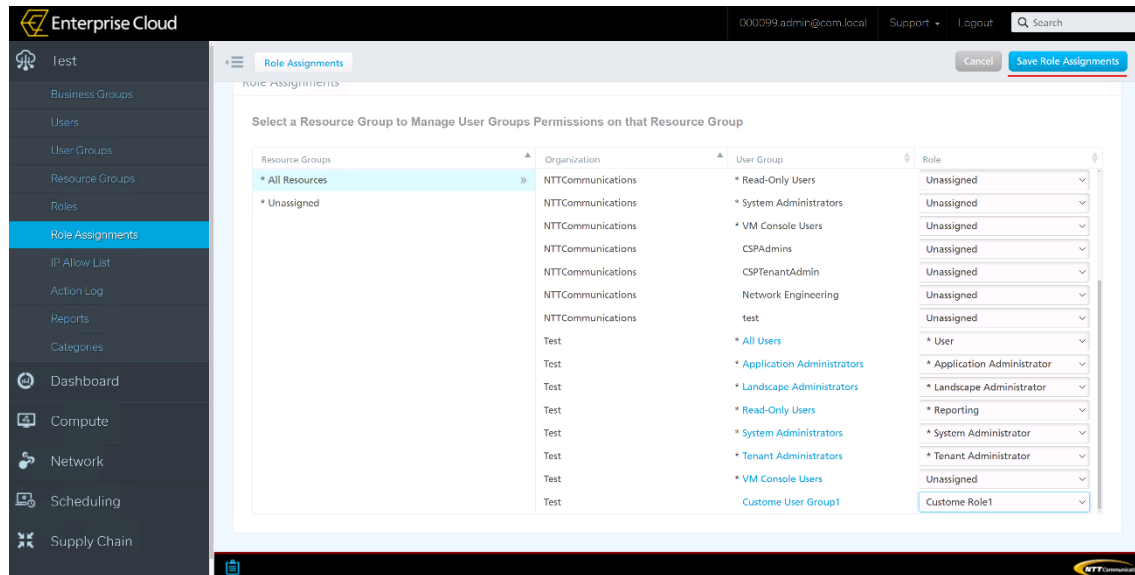 Enterprise Cloud
000099.admin@com.local Support Logout Search
Test
Business Groups
Users
User Groups
Resource Groups
Roles
Role Assignments
IP Allow-List
Action Log
Reports
Categories
Dashboard
Compute
Network
Scheduling
Supply Chain
Role Assignments Cancel Save Role Assignments
Role Assignments
Select a Resource Group to Manage User Groups Permissions on that Resource Group
Resource Groups Organization User Group Role
* All Resources » NTTCommunications * Read-Only Users Unassigned
* Unassigned NTTCommunications * System Administrators Unassigned
NTTCommunications * VM Console Users Unassigned
NTTCommunications CSPAdmins Unassigned
NTTCommunications CSPTenantAdmin Unassigned
NTTCommunications Network Engineering Unassigned
NTTCommunications test Unassigned
Test * All Users * User
Test * Application Administrators * Application Administrator
Test * Landscape Administrators * Landscape Administrator
Test * Read-Only Users * Reporting
Test * System Administrators * System Administrator
Test * Tenant Administrators * Tenant Administrator
Test * VM Console Users Unassigned
Test Custome User Group1 Custome Role1
NTT Communicati